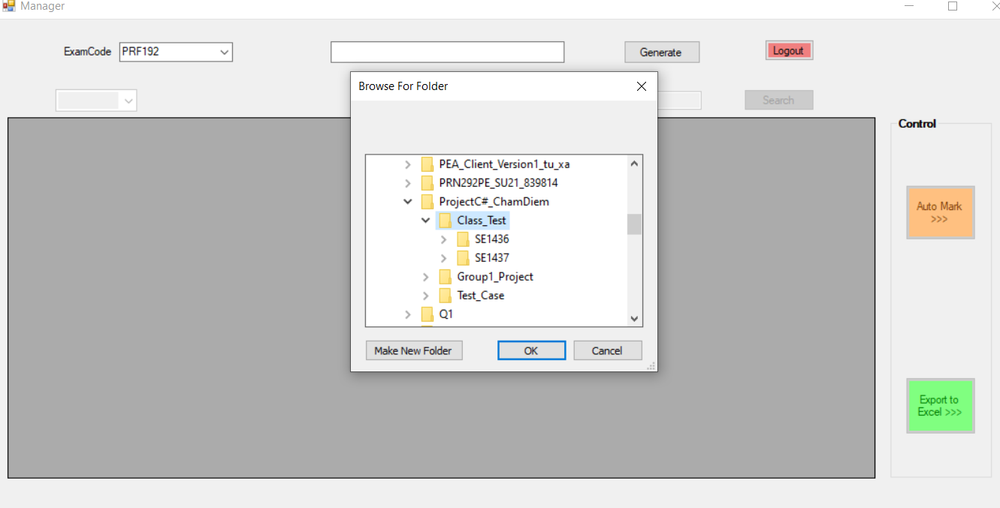 Manager
ExamCode PRF192 Generate Logout
Browse For Folder
Search
Control
PEA_Client_Version1_tu_xa
PRN292PE_SU21_839814
ProjectC#_ChamDiem
Class_Test
SE1436
SE1437
Group1_Project
Test_Case
Q1
Make New Folder OK Cancel
Auto Mark
>>>
Export to
Excel >>>